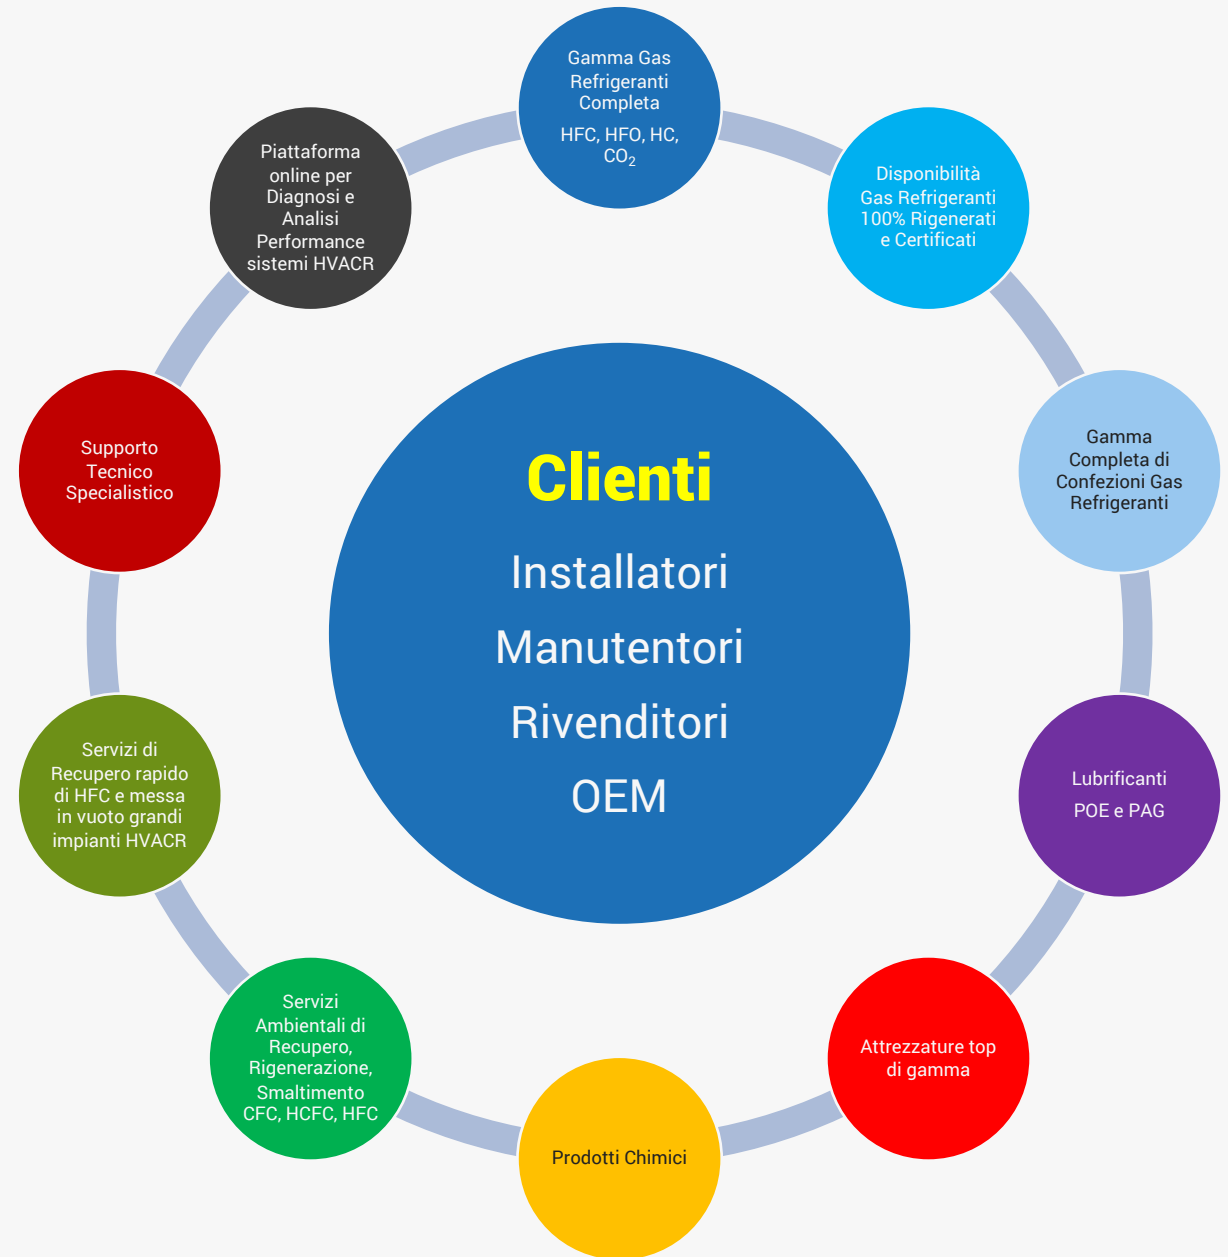 Gamma Gas
Refrigeranti
Completa
HFC, HFO, HC,
CO₂
Disponibilità
Gas Refrigeranti
100% Rigenerati
e Certificati
Gamma
Completa di
Confezioni Gas
Refrigeranti
Lubrificanti
POE e PAG
Attrezzature top
di gamma
Prodotti Chimici
Servizi
Ambientali di
Recupero,
Rigenerazione,
Smaltimento
CFC, HCFC, HFC
Servizi di
Recupero rapido
di HFC e messa
in vuoto grandi
impianti HVACR
Supporto
Tecnico
Specialistico
Piattaforma
online per
Diagnosi e
Analisi
Performance
sistemi HVACR
Clienti
Installatori
Manutentori
Rivenditori
OEM